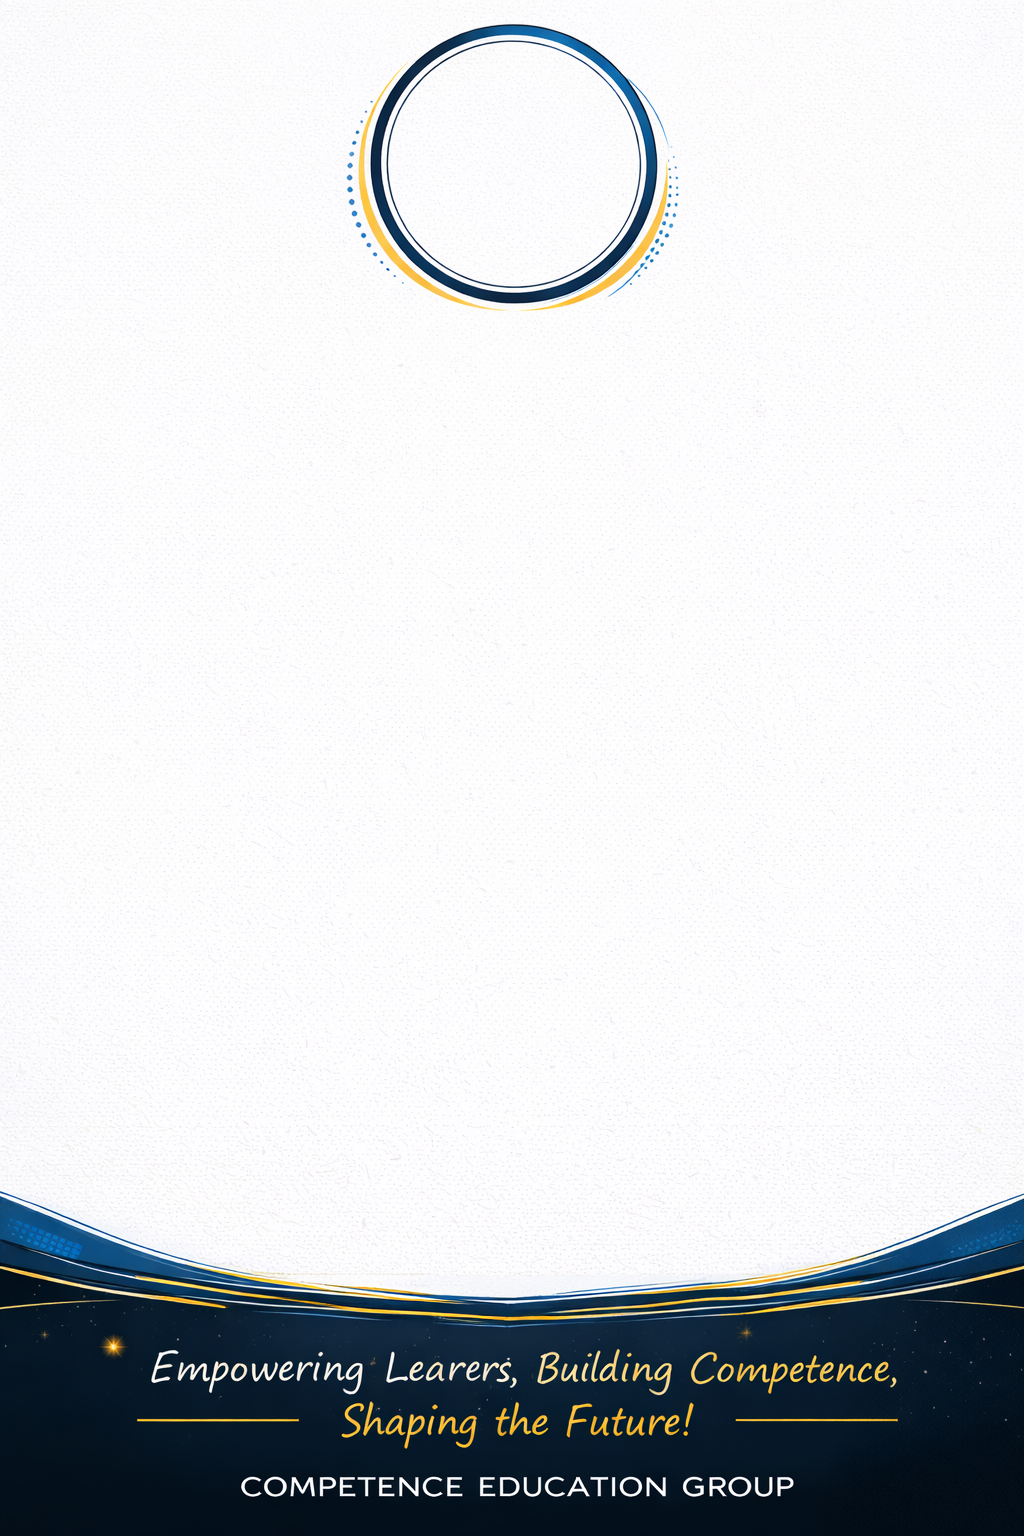 Empowering Learers, Building Competence,
Shaping the Future!
COMPETENCE EDUCATION GROUP